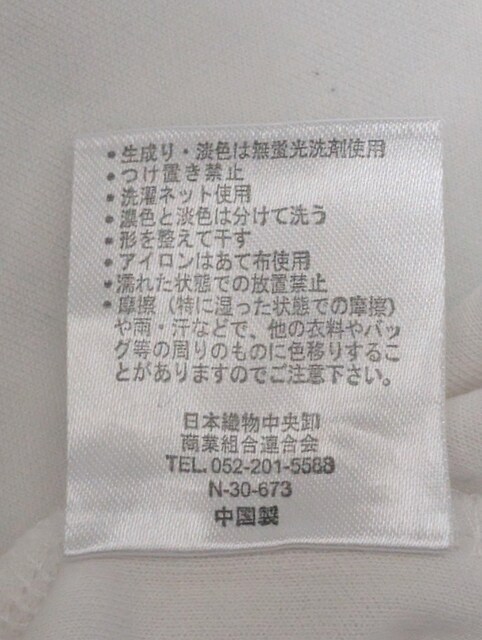 ・生成り・淡色は無蛍光洗剤使用
・つけ置き禁止
・洗濯ネット使用
・濃色と淡色は分けて洗う
・形を整えて干す
・アイロンはあて布使用
・濡れた状態での放置禁止
・摩擦（特に湿った状態での摩擦）
や雨・汗などで、他の衣料やバッ
グ等の周りのものに色移りするこ
とがありますのでご注意下さい。
日本織物中央卸
商業組合連合会
TEL. 052-201-5588
N-30-673
中国製